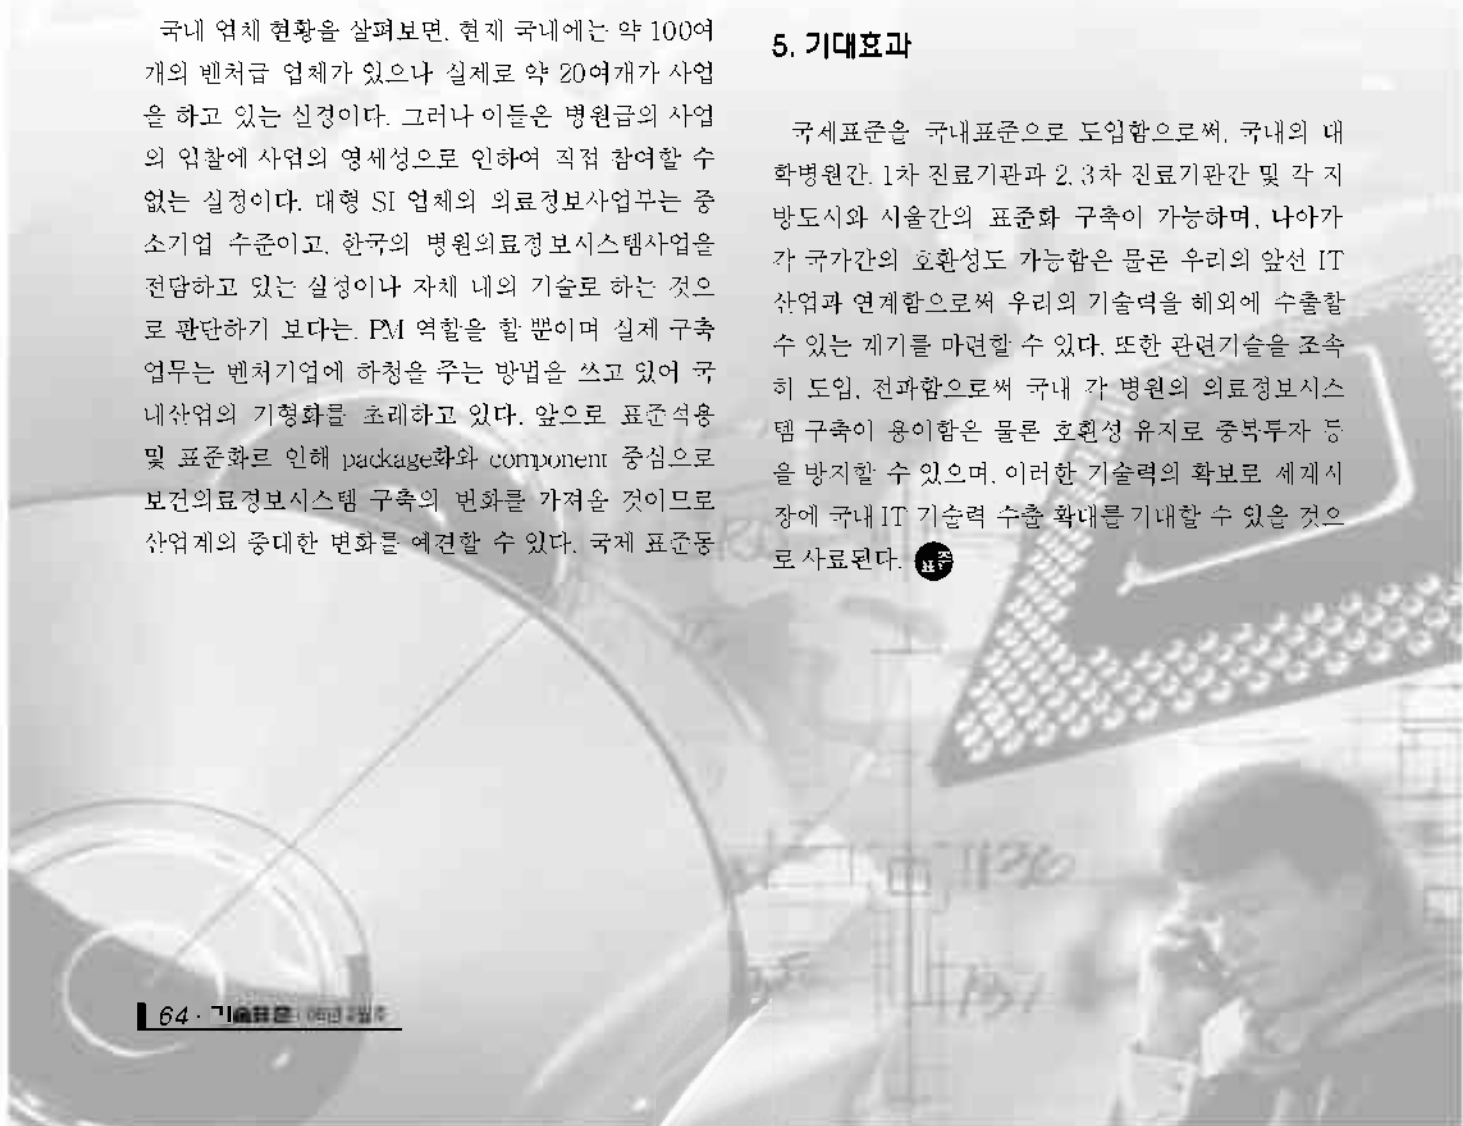 국내 업체 현황을 살펴보면, 현재 국내에는 약 100여
개의 벤처급 업체가 있으나 실제로 약 20여개가 사업
을 하고 있는 실정이다. 그러나 이들은 병원급의 사업
의 입찰에 사업의 영세성으로 인하여 직접 참여할 수
없는 실정이다. 대형 SI 업체의 의료정보사업부는 중
소기업 수준이고, 한국의 병원의료정보시스템사업을
전담하고 있는 실정이나 자체 내의 기술로 하는 것으
로 판단하기 보다는, PM 역할을 할 뿐이며 실제 구축
업무는 벤처기업에 하청을 주는 방법을 쓰고 있어 국
내산업의 기형화를 초래하고 있다. 앞으로 표준적용
및 표준화로 인해 package화와 component 중심으로
보건의료정보시스템 구축의 변화를 가져올 것이므로
산업계의 중대한 변화를 예견할 수 있다. 국제 표준동
5. 기대효과
국제표준을 국내표준으로 도입함으로써, 국내의 대
학병원간, 1차 진료기관과 2, 3차 진료기관간 및 각 지
방도시와 서울간의 표준화 구축이 가능하며, 나아가
각 국가간의 호환성도 가능함은 물론 우리의 앞선 IT
산업과 연계함으로써 우리의 기술력을 해외에 수출할
수 있는 계기를 마련할 수 있다. 또한 관련기술을 조속
히 도입, 전파함으로써 국내 각 병원의 의료정보시스
템 구축이 용이함은 물론 호환성 유지로 중복투자 등
을 방지할 수 있으며, 이러한 기술력의 확보로 세계시
장에 국내 IT 기술력 수출 확대를 기대할 수 있을 것으
로 사료된다. 표준
1136
64 · 기술표준